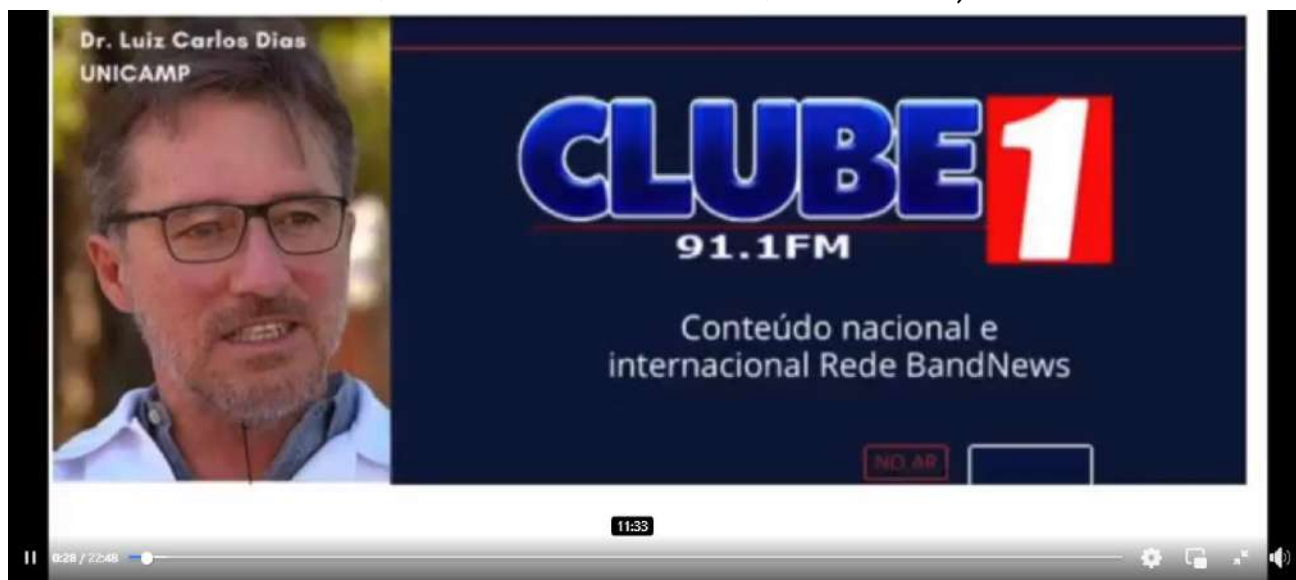 Dr. Luiz Carlos Dias
UNICAMP
CLUBE 1
91.1FM
Conteúdo nacional e
internacional Rede BandNews
NO AR
11:33
0:28 / 22:48